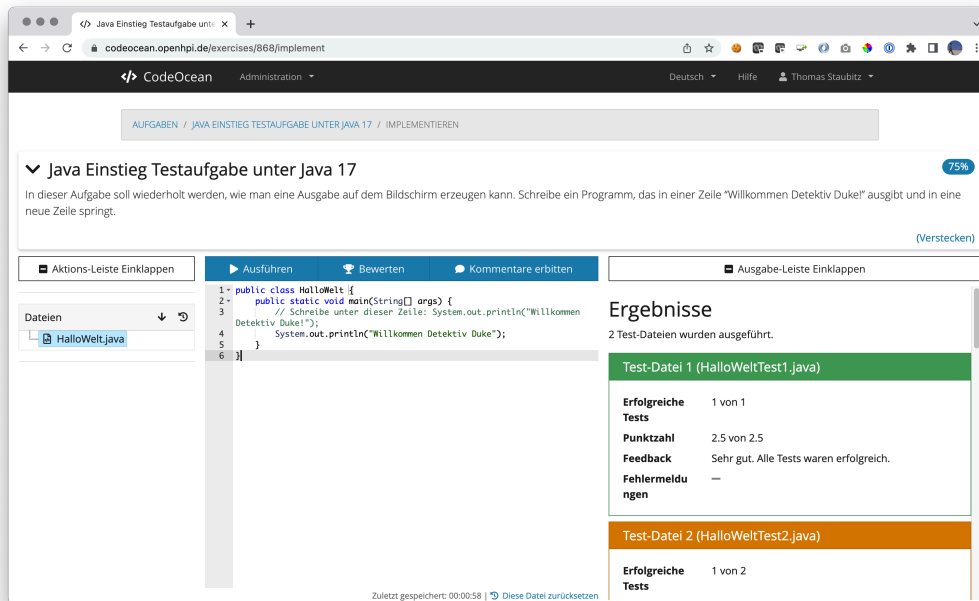 </> Java Einstieg Testaufgabe unte
codeocean.openhpi.de/exercises/868/implement
</> CodeOcean Administration Deutsch Hilfe Thomas Staubitz
AUFGABEN / JAVA EINSTIEG TESTAUFGABE UNTER JAVA 17 / IMPLEMENTIEREN
Java Einstieg Testaufgabe unter Java 17 75%
In dieser Aufgabe soll wiederholt werden, wie man eine Ausgabe auf dem Bildschirm erzeugen kann. Schreibe ein Programm, das in einer Zeile “Willkommen Detektiv Duke!” ausgibt und in eine
neue Zeile springt.
(Verstecken)
Aktions-Leiste Einklappen
Dateien
HalloWelt.java
Ausführen Bewerten Kommentare erbitten
1 public class HalloWelt {
2 public static void main(String[] args) {
3 // Schreibe unter dieser Zeile: System.out.println("Willkommen
Detektiv Duke!");
4 System.out.println("Willkommen Detektiv Duke");
5 }
6 }
Zuletzt gespeichert: 00:00:58 | Diese Datei zurücksetzen
Ausgabe-Leiste Einklappen
Ergebnisse
2 Test-Dateien wurden ausgeführt.
Test-Datei 1 (HalloWeltTest1.java)
Erfolgreiche 1 von 1
Tests
Punktzahl 2.5 von 2.5
Feedback Sehr gut. Alle Tests waren erfolgreich.
Fehlermeldu —
ngen
Test-Datei 2 (HalloWeltTest2.java)
Erfolgreiche 1 von 2
Tests